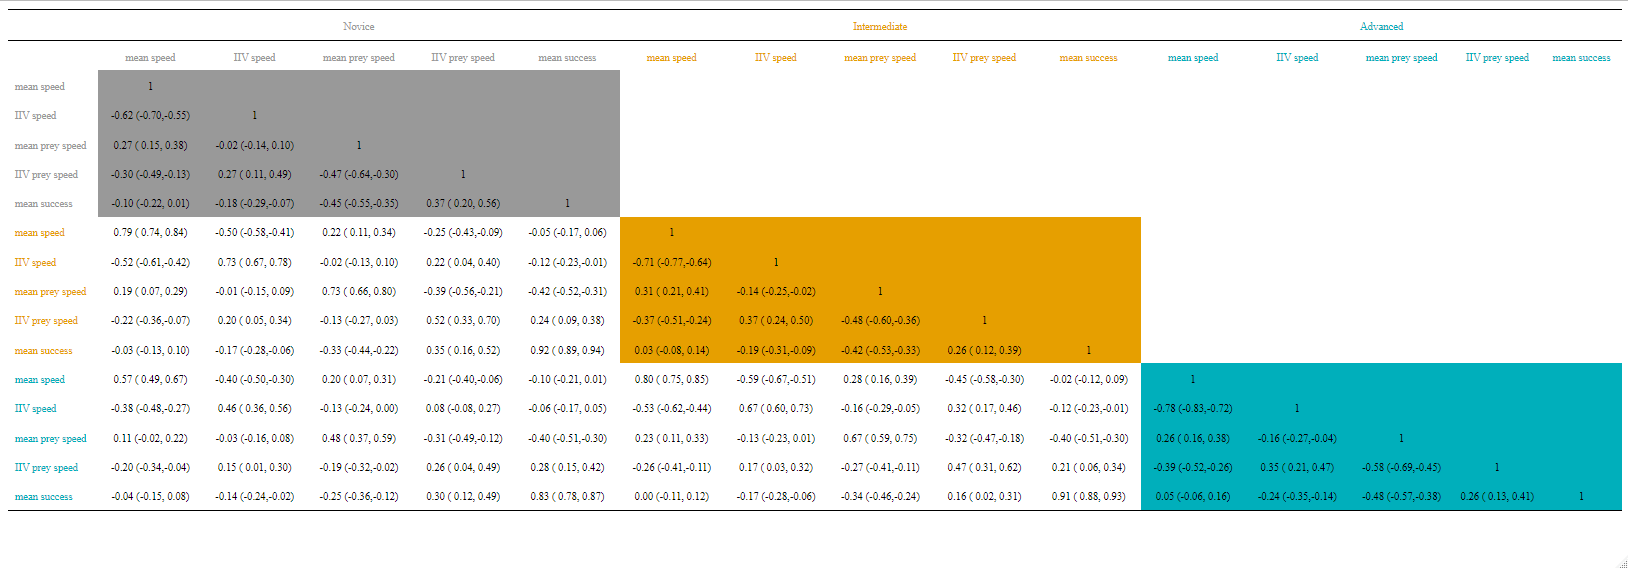 Novice Intermediate Advanced
mean speed IIV speed mean prey speed IIV prey speed mean success mean speed IIV speed mean prey speed IIV prey speed mean success mean speed IIV speed mean prey speed IIV prey speed mean success
mean speed 1
IIV speed -0.62 (-0.70,-0.55) 1
mean prey speed 0.27 ( 0.15, 0.38) -0.02 (-0.14, 0.10) 1
IIV prey speed -0.30 (-0.49,-0.13) 0.27 ( 0.11, 0.49) -0.47 (-0.64,-0.30) 1
mean success -0.10 (-0.22, 0.01) -0.18 (-0.29,-0.07) -0.45 (-0.55,-0.35) 0.37 ( 0.20, 0.56) 1
mean speed 0.79 ( 0.74, 0.84) -0.50 (-0.58,-0.41) 0.22 ( 0.11, 0.34) -0.25 (-0.43,-0.09) -0.05 (-0.17, 0.06) 1
IIV speed -0.52 (-0.61,-0.42) 0.73 ( 0.67, 0.78) -0.02 (-0.13, 0.10) 0.22 ( 0.04, 0.40) -0.12 (-0.23,-0.01) -0.71 (-0.77,-0.64) 1
mean prey speed 0.19 ( 0.07, 0.29) -0.01 (-0.15, 0.09) 0.73 ( 0.66, 0.80) -0.39 (-0.56,-0.21) -0.42 (-0.52,-0.31) 0.31 ( 0.21, 0.41) -0.14 (-0.25,-0.02) 1
IIV prey speed -0.22 (-0.36,-0.07) 0.20 ( 0.05, 0.34) -0.13 (-0.27, 0.03) 0.52 ( 0.33, 0.70) 0.24 ( 0.09, 0.38) -0.37 (-0.51,-0.24) 0.37 ( 0.24, 0.50) -0.48 (-0.60,-0.36) 1
mean success -0.03 (-0.13, 0.10) -0.17 (-0.28,-0.06) -0.33 (-0.44,-0.22) 0.35 ( 0.16, 0.52) 0.92 ( 0.89, 0.94) 0.03 (-0.08, 0.14) -0.19 (-0.31,-0.09) -0.42 (-0.53,-0.33) 0.26 ( 0.12, 0.39) 1
mean speed 0.57 ( 0.49, 0.67) -0.40 (-0.50,-0.30) 0.20 ( 0.07, 0.31) -0.21 (-0.40,-0.06) -0.10 (-0.21, 0.01) 0.80 ( 0.75, 0.85) -0.59 (-0.67,-0.51) 0.28 ( 0.16, 0.39) -0.45 (-0.58,-0.30) -0.02 (-0.12, 0.09) 1
IIV speed -0.38 (-0.48,-0.27) 0.46 ( 0.36, 0.56) -0.13 (-0.24, 0.00) 0.08 (-0.08, 0.27) -0.06 (-0.17, 0.05) -0.53 (-0.62,-0.44) 0.67 ( 0.60, 0.73) -0.16 (-0.29,-0.05) 0.32 ( 0.17, 0.46) -0.12 (-0.23,-0.01) -0.78 (-0.83,-0.72) 1
mean prey speed 0.11 (-0.02, 0.22) -0.03 (-0.16, 0.08) 0.48 ( 0.37, 0.59) -0.31 (-0.49,-0.12) -0.40 (-0.51,-0.30) 0.23 ( 0.11, 0.33) -0.13 (-0.23, 0.01) 0.67 ( 0.59, 0.75) -0.32 (-0.47,-0.18) -0.40 (-0.51,-0.30) 0.26 ( 0.16, 0.38) -0.16 (-0.27,-0.04) 1
IIV prey speed -0.20 (-0.34,-0.04) 0.15 ( 0.01, 0.30) -0.19 (-0.32,-0.02) 0.26 ( 0.04, 0.49) 0.28 ( 0.15, 0.42) -0.26 (-0.41,-0.11) 0.17 ( 0.03, 0.32) -0.27 (-0.41,-0.11) 0.47 ( 0.31, 0.62) 0.21 ( 0.06, 0.34) -0.39 (-0.52,-0.26) 0.35 ( 0.21, 0.47) -0.58 (-0.69,-0.45) 1
mean success -0.04 (-0.15, 0.08) -0.14 (-0.24,-0.02) -0.25 (-0.36,-0.12) 0.30 ( 0.12, 0.49) 0.83 ( 0.78, 0.87) 0.00 (-0.11, 0.12) -0.17 (-0.28,-0.06) -0.34 (-0.46,-0.24) 0.16 ( 0.02, 0.31) 0.91 ( 0.88, 0.93) 0.05 (-0.06, 0.16) -0.24 (-0.35,-0.14) -0.48 (-0.57,-0.38) 0.26 ( 0.13, 0.41) 1